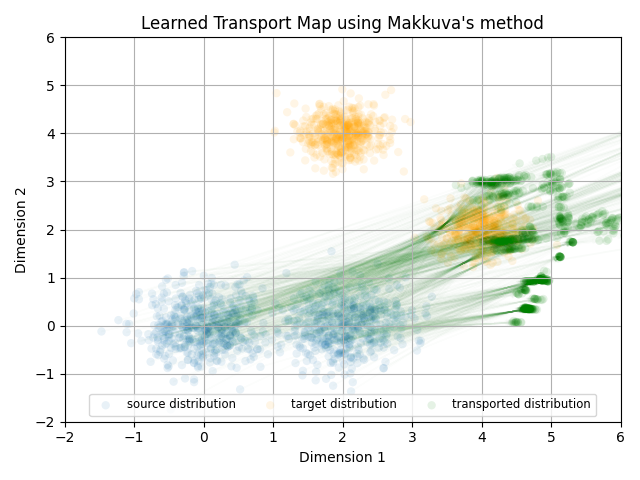 Learned Transport Map using Makkuva's method
6
5
4
3
2
1
0
−1
−2
Dimension 2
source distribution target distribution transported distribution
−2 −1 0 1 2 3 4 5 6
Dimension 1